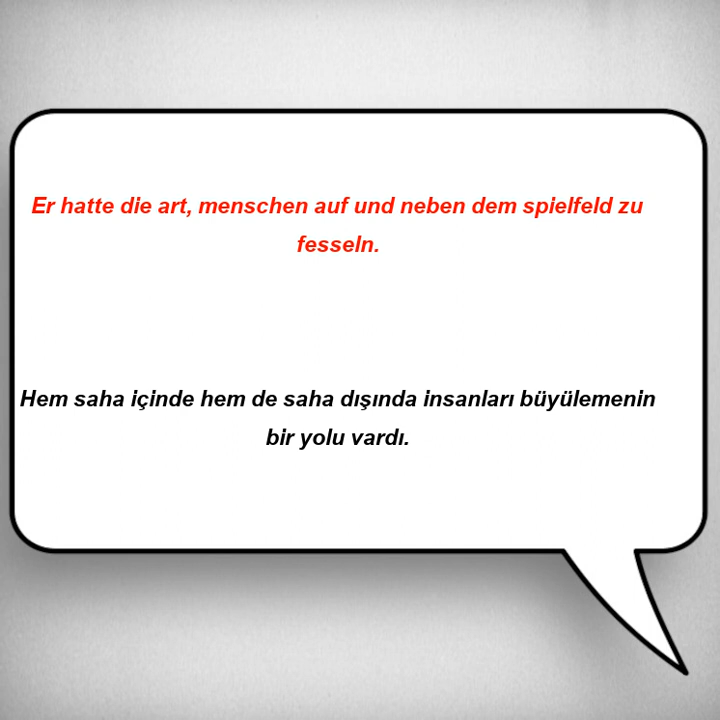 Er hatte die art, menschen auf und neben dem spielfeld zu
fesseln.
Hem saha içinde hem de saha dışında insanları büyülemenin
bir yolu vardı.